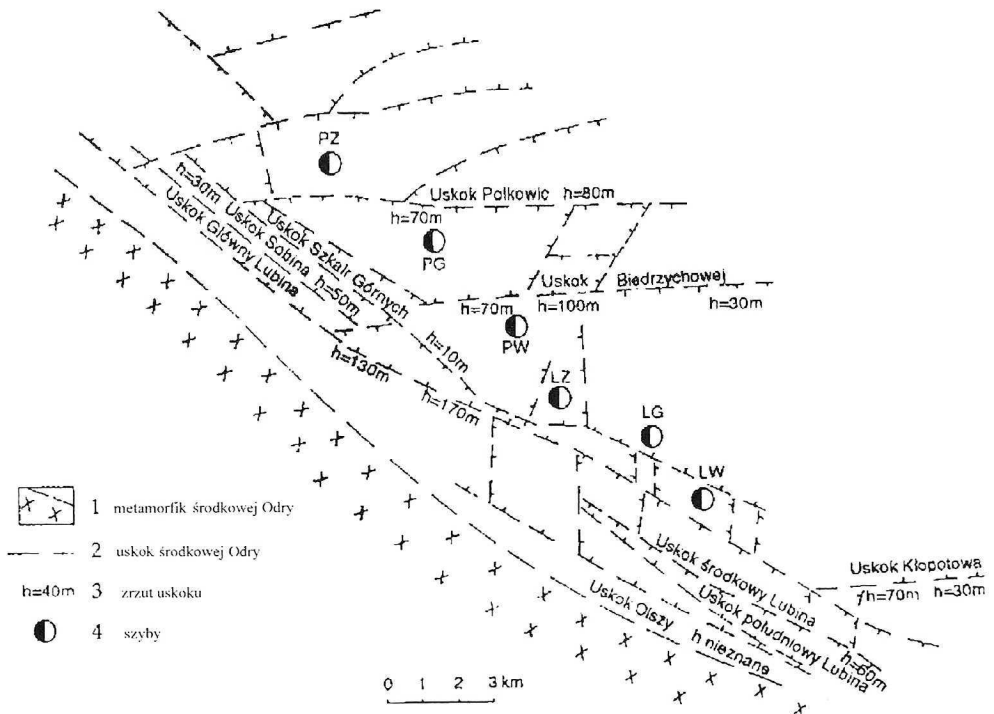 PZ
Uskok Polkowic h=80m
h=70m
PG
h=30m
Uskok Szklar Górnych
Uskok Sobina h=50m
Uskok Główny Lubina
Uskok Biedrzychowej
h=70m h=100m h=30m
PW
h=10m
h=130m
h=170m
LZ
LG
LW
Uskok Kłopotowa
h=70m h=30m
Uskok środkowy Lubina
h=60m
Uskok południowy Lubina
Uskok Olszy h nieznane
1 metamorfik środkowej Odry
2 uskok środkowej Odry
h=40m 3 zrzut uskoku
4 szyby
0 1 2 3 km